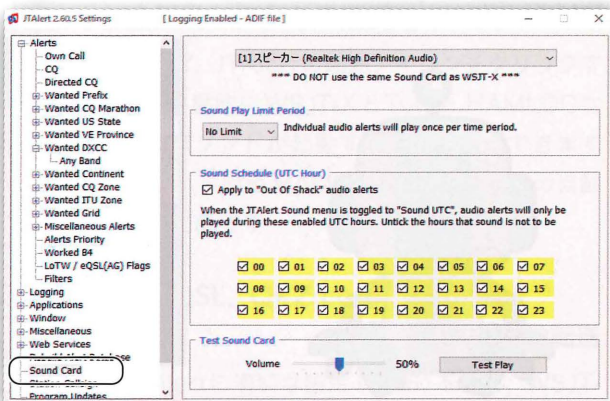 JTAlert 2.60.5 Settings [Logging Enabled - ADIF file]
Alerts
Own Call
CQ
Directed CQ
Wanted Prefix
Wanted CQ Marathon
Wanted US State
Wanted VE Province
Wanted DXCC
Any Band
Wanted Continent
Wanted CQ Zone
Wanted ITU Zone
Wanted Grid
Miscellaneous Alerts
Alerts Priority
Worked B4
LoTW / eQSL(AG) Flags
Filters
Logging
Applications
Window
Miscellaneous
Web Services
Rebuild Alert Database
Sound Card
Station Callsign
Program Updates
[1] スピーカー (Realtek High Definition Audio)
*** DO NOT use the same Sound Card as WSJT-X ***
Sound Play Limit Period
No Limit Individual audio alerts will play once per time period.
Sound Schedule (UTC Hour)
Apply to "Out Of Shack" audio alerts
When the JTAlert Sound menu is toggled to "Sound UTC", audio alerts will only be
played during these enabled UTC hours. Untick the hours that sound is not to be
played.
00 01 02 03 04 05 06 07
08 09 10 11 12 13 14 15
16 17 18 19 20 21 22 23
Test Sound Card
Volume 50% Test Play